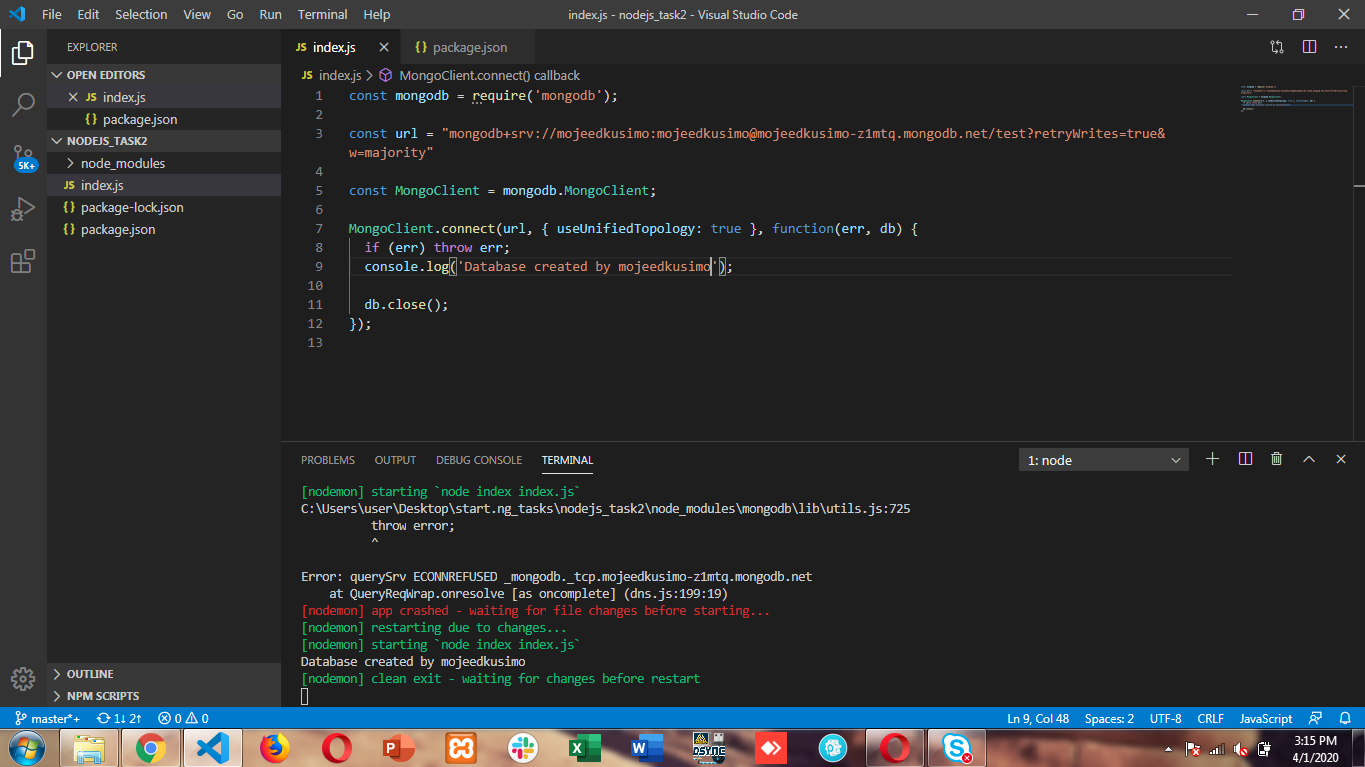 File Edit Selection View Go Run Terminal Help
index.js - nodejs_task2 - Visual Studio Code
EXPLORER
OPEN EDITORS
JS index.js
{} package.json
NODEJS_TASK2
node_modules
JS index.js
{} package-lock.json
{} package.json
OUTLINE
NPM SCRIPTS
5K+
JS index.js
{} package.json
JS index.js > MongoClient.connect() callback
1 const mongodb = require('mongodb');
2
3 const url = "mongodb+srv://mojeedkusimo:mojeedkusimo@mojeedkusimo-z1mtq.mongodb.net/test?retryWrites=true&
w=majority"
4
5 const MongoClient = mongodb.MongoClient;
6
7 MongoClient.connect(url, { useUnifiedTopology: true }, function(err, db) {
8 if (err) throw err;
9 console.log('Database created by mojeedkusimo');
10
11 db.close();
12 });
13
PROBLEMS OUTPUT DEBUG CONSOLE TERMINAL
1: node
[nodemon] starting `node index index.js`
C:\Users\user\Desktop\start.ng_tasks\nodejs_task2\node_modules\mongodb\lib\utils.js:725
throw error;
^
Error: querySrv ECONNREFUSED _mongodb._tcp.mojeedkusimo-z1mtq.mongodb.net
at QueryReqWrap.onresolve [as oncomplete] (dns.js:199:19)
[nodemon] app crashed - waiting for file changes before starting...
[nodemon] restarting due to changes...
[nodemon] starting `node index index.js`
Database created by mojeedkusimo
[nodemon] clean exit - waiting for changes before restart
master*+ 1↓ 2↑ 0 0
Ln 9, Col 48 Spaces: 2 UTF-8 CRLF JavaScript
3:15 PM
4/1/2020